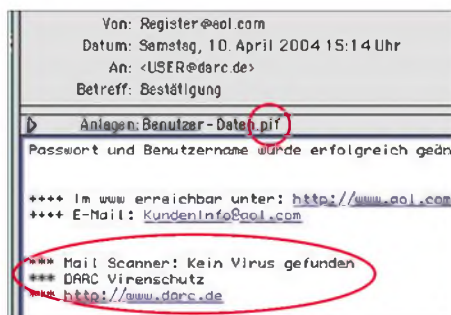 Von: Register@aol.com
Datum: Samstag, 10. April 2004 15:14 Uhr
An: <USER@darc.de>
Betreff: Bestätigung
Anlagen: Benutzer-Daten.pif
Passwort und Benutzername wurde erfolgreich geän
++++ Im www erreichbar unter: http://www.aol.com
++++ E-Mail: KundenInfo@aol.com
*** Mail Scanner: Kein Virus gefunden
*** DARC Virenschutz
*** http://www.darc.de